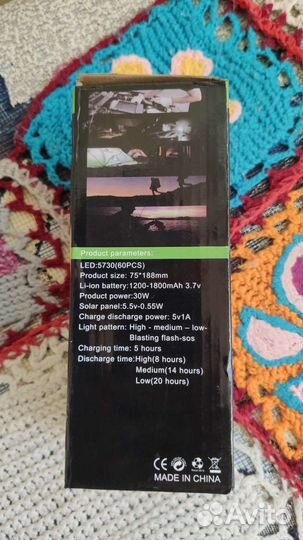 Product parameters:
LED:5730(60PCS)
Product size: 75*188mm
Li-ion battery:1200-1800mAh 3.7v
Product power:30W
Solar panel:5.5v-0.55W
Charge discharge power: 5v1A
Light pattern: High - medium – low-
Blasting flash-sos
Charging time: 5 hours
Discharge time:High(8 hours)
Medium(14 hours)
Low(20 hours)
CE
MADE IN CHINA
Avito